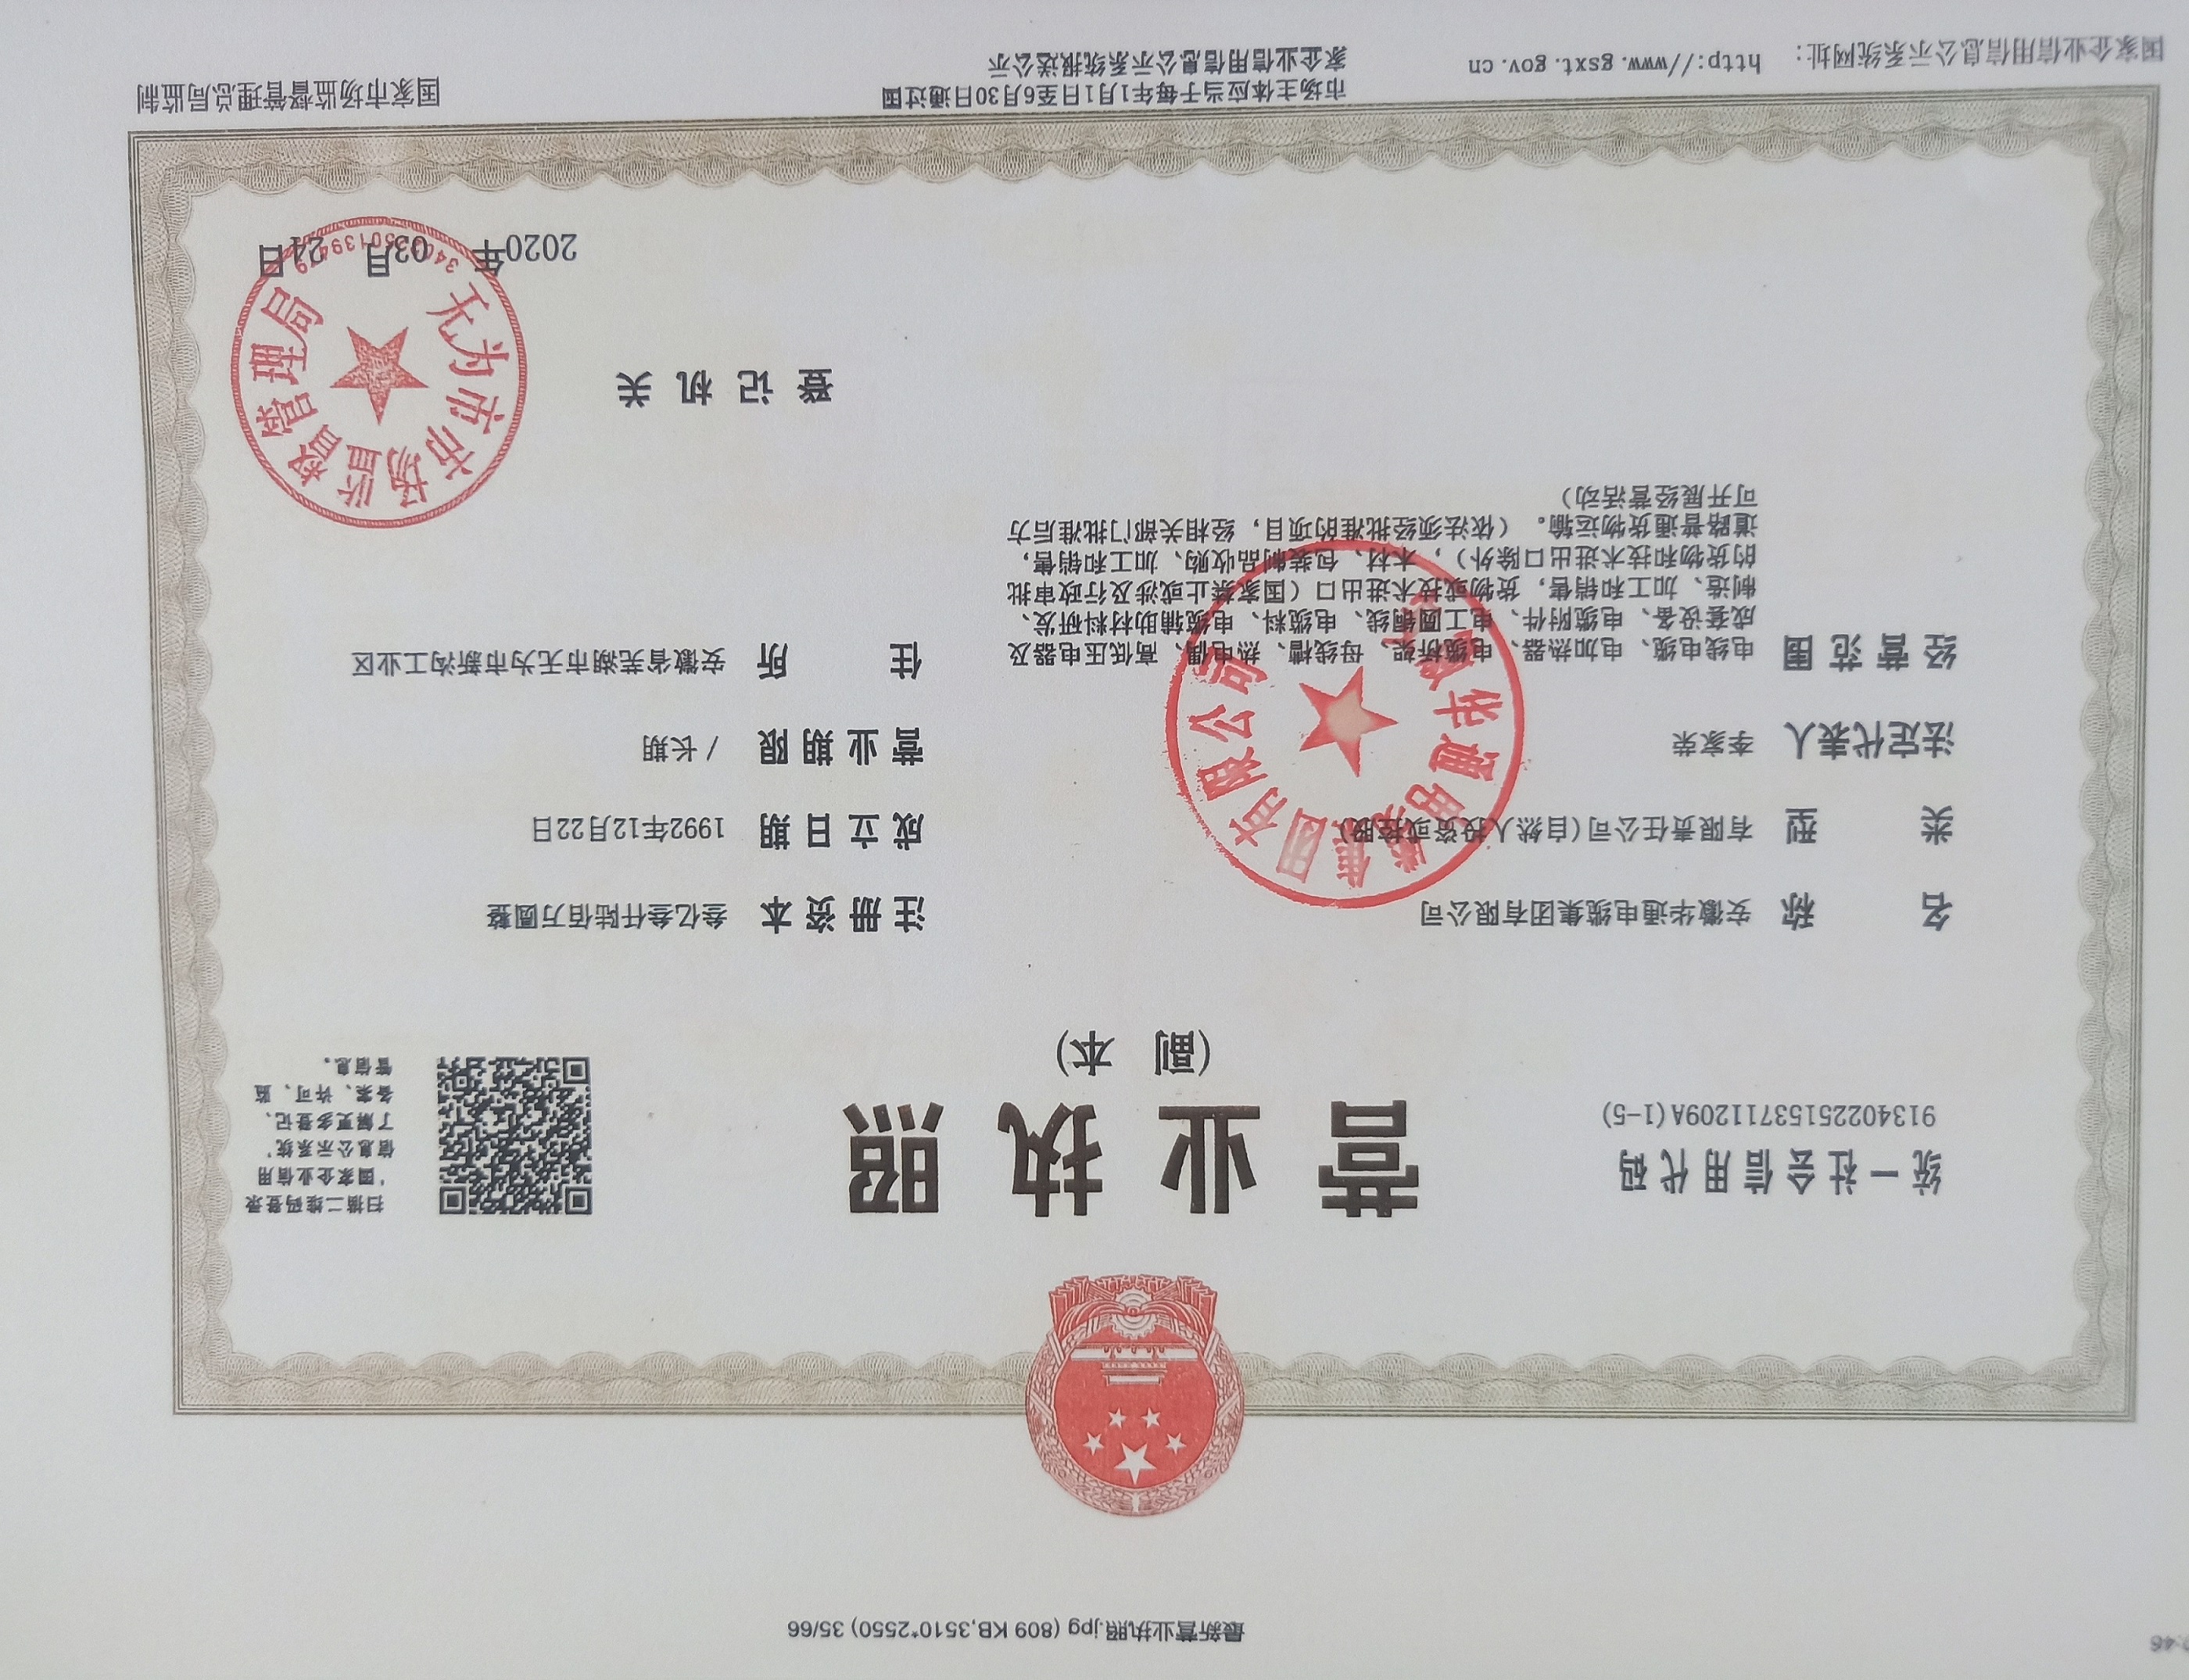 最新营业执照.jpg (809 KB,3510*2550) 35/66
统一社会信用代码
91340225153711209A(1-5)
营业执照
(副 本)
扫描二维码登录
'国家企业信用
信息公示系统'
了解更多登记、
备案、许可、监
管信息。
名 称 安徽华通电缆集团有限公司
类 型 有限责任公司(自然人投资或控股)
法定代表人 李家荣
经营范围 电线电缆、电加热器、电缆桥架、母线槽、热电偶、高低压电器及
成套设备、电缆附件、电工圆铜线、电缆料、电缆辅助材料研发、
制造、加工和销售，货物或技术进出口（国家禁止或涉及行政审批
的货物和技术进出口除外），木材、包装制品收购、加工和销售，
道路普通货物运输。（依法须经批准的项目，经相关部门批准后方
可开展经营活动）
安徽华通电缆集团有限公司
注册资本 叁亿叁仟陆佰万圆整
成立日期 1992年12月22日
营业期限 / 长期
住 所 安徽省芜湖市无为市新沟工业区
登记机关
无为市市场监督管理局
2020年 03月 24日
国家企业信用信息公示系统网址： http://www.gsxt.gov.cn
市场主体应当于每年1月1日至6月30日通过国
家企业信用信息公示系统报送公示
国家市场监督管理总局监制